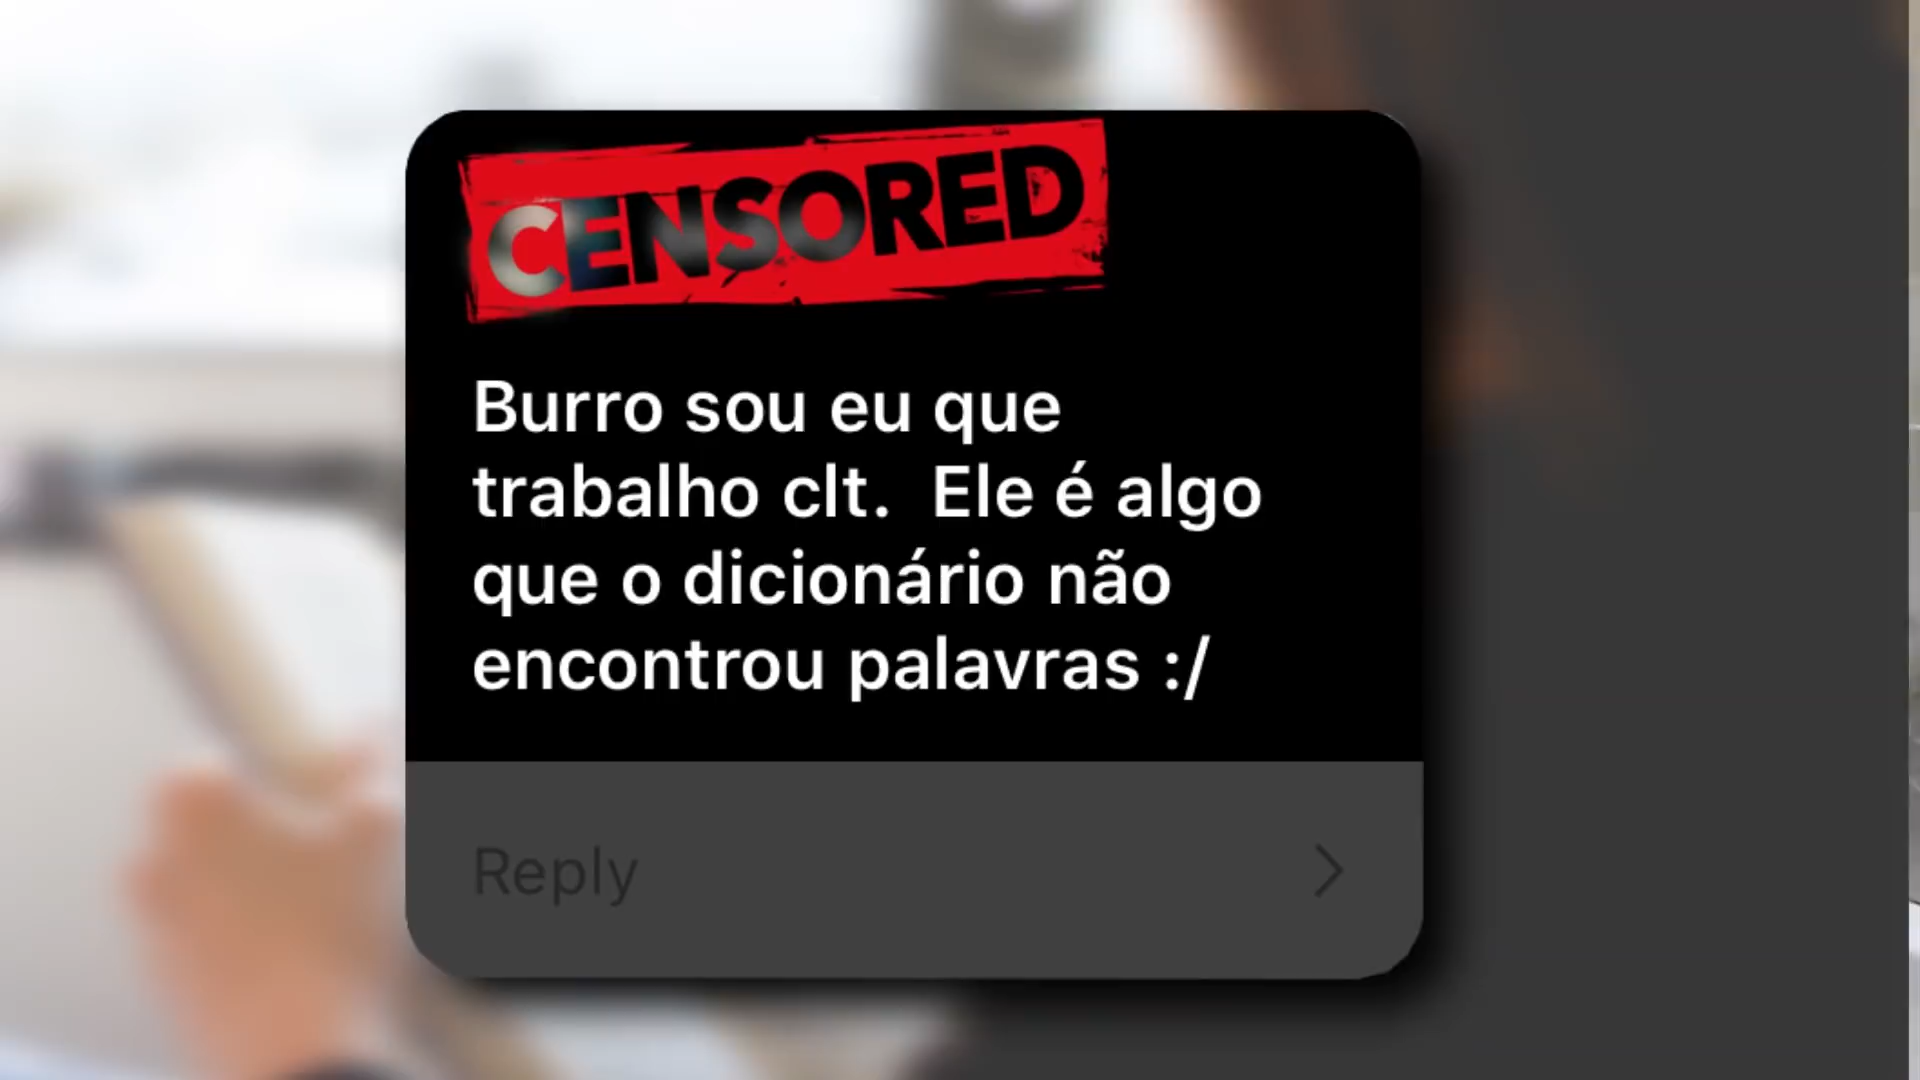 CENSORED
Burro sou eu que
trabalho clt.  Ele é algo
que o dicionário não
encontrou palavras :/
Reply